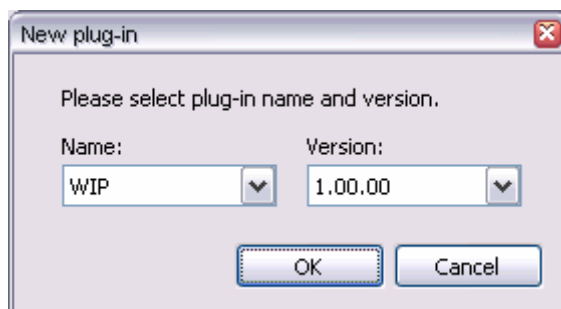 New plug-in
Please select plug-in name and version.
Name: Version:
WIP 1.00.00
OK Cancel